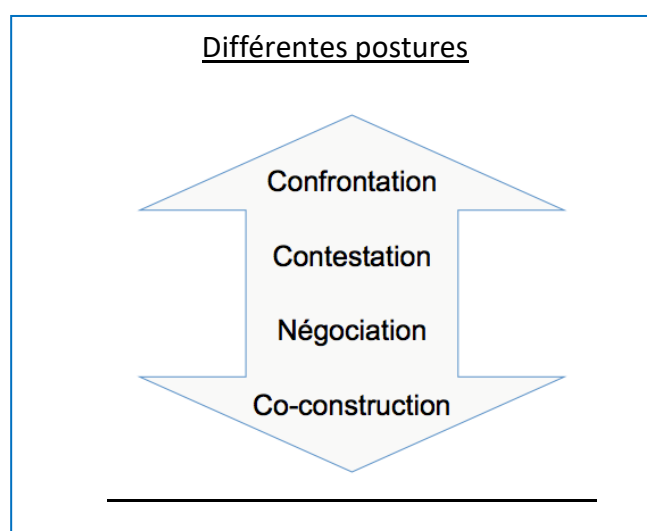 Différentes postures
Confrontation
Contestation
Négociation
Co-construction